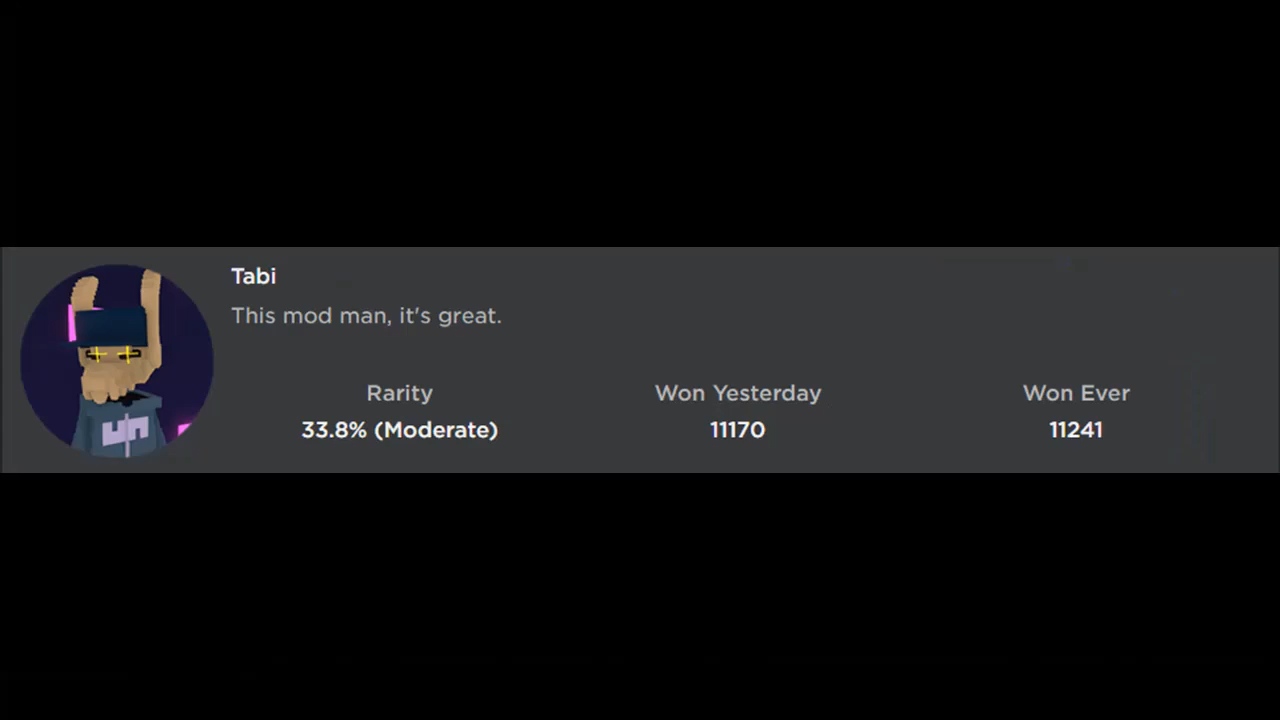 Tabi
This mod man, it's great.
Rarity Won Yesterday Won Ever
33.8% (Moderate) 11170 11241